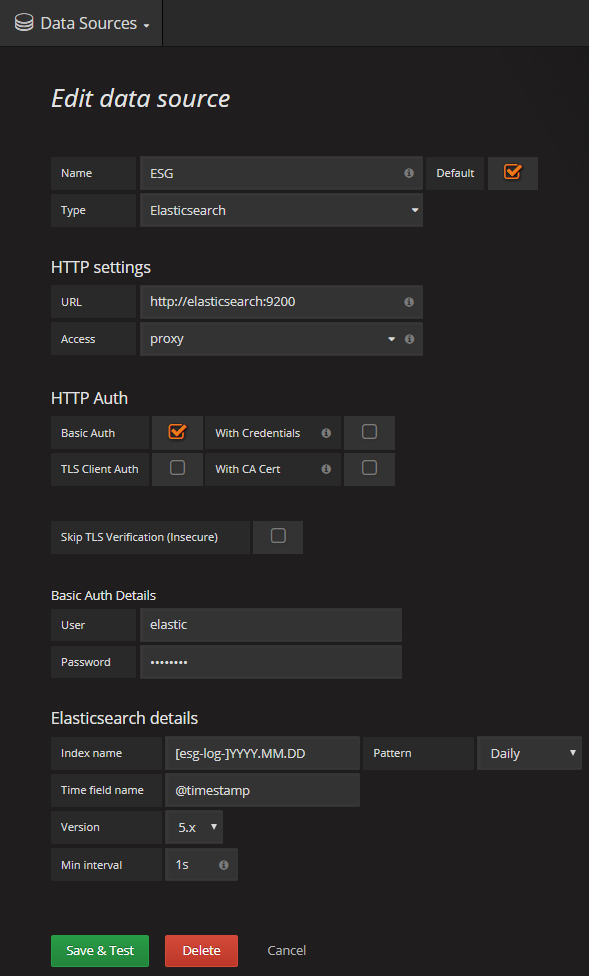 Data Sources
Edit data source
Name ESG Default
Type Elasticsearch
HTTP settings
URL http://elasticsearch:9200
Access proxy
HTTP Auth
Basic Auth With Credentials
TLS Client Auth With CA Cert
Skip TLS Verification (Insecure)
Basic Auth Details
User elastic
Password ••••••••
Elasticsearch details
Index name [esg-log-]YYYY.MM.DD Pattern Daily
Time field name @timestamp
Version 5.x
Min interval 1s
Save & Test Delete Cancel